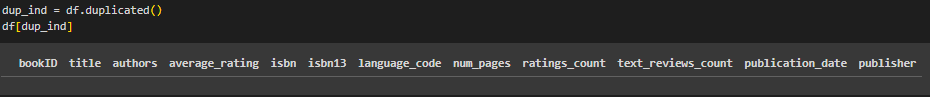 dup_ind = df.duplicated()
df[dup_ind]
bookID title authors average_rating isbn isbn13 language_code num_pages ratings_count text_reviews_count publication_date publisher